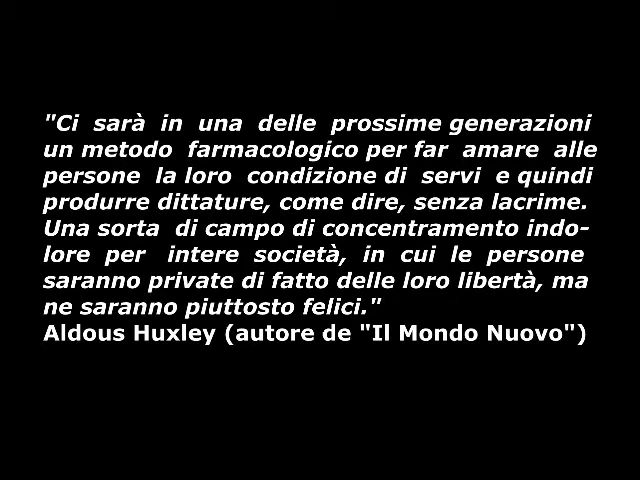 "Ci sarà in una delle prossime generazioni
un metodo farmacologico per far amare alle
persone la loro condizione di servi e quindi
produrre dittature, come dire, senza lacrime.
Una sorta di campo di concentramento indo-
lore per intere società, in cui le persone
saranno private di fatto delle loro libertà, ma
ne saranno piuttosto felici."
Aldous Huxley (autore de "Il Mondo Nuovo")